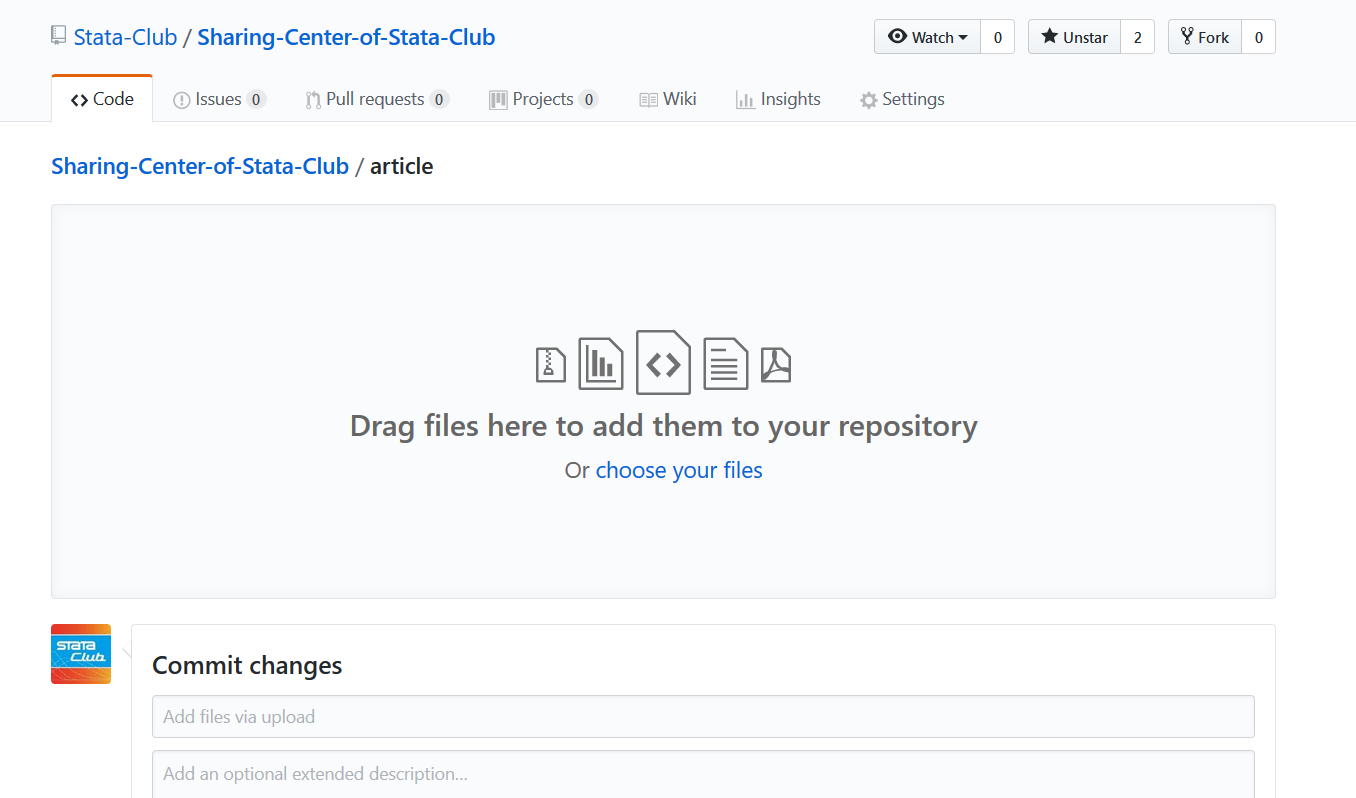 Stata-Club / Sharing-Center-of-Stata-Club Watch 0 Unstar 2 Fork 0
Code Issues 0 Pull requests 0 Projects 0 Wiki Insights Settings
Sharing-Center-of-Stata-Club / article
Drag files here to add them to your repository
Or choose your files
STATA
Club
Commit changes
Add files via upload
Add an optional extended description...